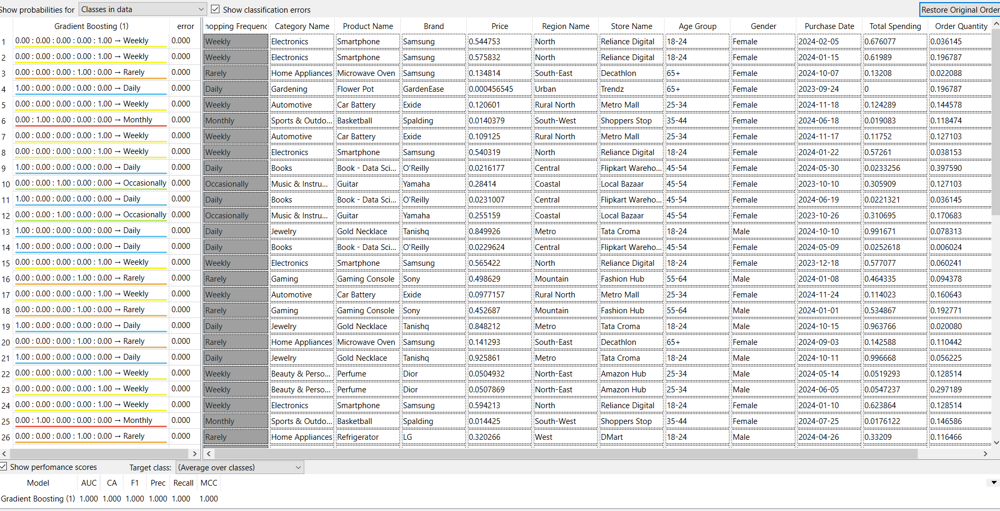 Show probabilities for Classes in data Show classification errors Restore Original Order
Gradient Boosting (1) error hopping Frequenc Category Name Product Name Brand Price Region Name Store Name Age Group Gender Purchase Date Total Spending Order Quantity
1 0.00 : 0.00 : 0.00 : 0.00 : 1.00 → Weekly 0.000 Weekly Electronics Smartphone Samsung 0.544753 North Reliance Digital 18-24 Female 2024-02-05 0.676077 0.036145
2 0.00 : 0.00 : 0.00 : 0.00 : 1.00 → Weekly 0.000 Weekly Electronics Smartphone Samsung 0.575832 North Reliance Digital 18-24 Female 2024-01-15 0.61989 0.196787
3 0.00 : 0.00 : 0.00 : 1.00 : 0.00 → Rarely 0.000 Rarely Home Appliances Microwave Oven Samsung 0.134814 South-East Decathlon 65+ Female 2024-10-07 0.13208 0.022088
4 1.00 : 0.00 : 0.00 : 0.00 : 0.00 → Daily 0.000 Daily Gardening Flower Pot GardenEase 0.000456545 Urban Trendz 65+ Female 2023-09-24 0 0.196787
5 0.00 : 0.00 : 0.00 : 0.00 : 1.00 → Weekly 0.000 Weekly Automotive Car Battery Exide 0.120601 Rural North Metro Mall 25-34 Female 2024-11-18 0.124289 0.144578
6 0.00 : 1.00 : 0.00 : 0.00 : 0.00 → Monthly 0.000 Monthly Sports & Outdo... Basketball Spalding 0.0140379 South-West Shoppers Stop 35-44 Female 2024-06-18 0.019083 0.118474
7 0.00 : 0.00 : 0.00 : 0.00 : 1.00 → Weekly 0.000 Weekly Automotive Car Battery Exide 0.109125 Rural North Metro Mall 25-34 Female 2024-11-17 0.11752 0.127103
8 0.00 : 0.00 : 0.00 : 0.00 : 1.00 → Weekly 0.000 Weekly Electronics Smartphone Samsung 0.540319 North Reliance Digital 18-24 Female 2024-01-22 0.57261 0.038153
9 1.00 : 0.00 : 0.00 : 0.00 : 0.00 → Daily 0.000 Daily Books Book - Data Sci... O'Reilly 0.0216177 Central Flipkart Wareho... 45-54 Female 2024-05-30 0.0233256 0.397590
10 0.00 : 0.00 : 1.00 : 0.00 : 0.00 → Occasionally 0.000 Occasionally Music & Instru... Guitar Yamaha 0.28414 Coastal Local Bazaar 45-54 Female 2023-10-10 0.305909 0.127103
11 1.00 : 0.00 : 0.00 : 0.00 : 0.00 → Daily 0.000 Daily Books Book - Data Sci... O'Reilly 0.0231007 Central Flipkart Wareho... 45-54 Female 2024-06-19 0.0221321 0.036145
12 0.00 : 0.00 : 1.00 : 0.00 : 0.00 → Occasionally 0.000 Occasionally Music & Instru... Guitar Yamaha 0.255159 Coastal Local Bazaar 45-54 Female 2023-10-26 0.310695 0.170683
13 1.00 : 0.00 : 0.00 : 0.00 : 0.00 → Daily 0.000 Daily Jewelry Gold Necklace Tanishq 0.849926 Metro Tata Croma 18-24 Male 2024-10-10 0.991671 0.078313
14 1.00 : 0.00 : 0.00 : 0.00 : 0.00 → Daily 0.000 Daily Books Book - Data Sci... O'Reilly 0.0229624 Central Flipkart Wareho... 45-54 Female 2024-05-09 0.0252618 0.006024
15 0.00 : 0.00 : 0.00 : 0.00 : 1.00 → Weekly 0.000 Weekly Electronics Smartphone Samsung 0.565422 North Reliance Digital 18-24 Female 2023-12-18 0.577077 0.060241
16 0.00 : 0.00 : 0.00 : 1.00 : 0.00 → Rarely 0.000 Rarely Gaming Gaming Console Sony 0.498629 Mountain Fashion Hub 55-64 Male 2024-01-08 0.464335 0.094378
17 0.00 : 0.00 : 0.00 : 0.00 : 1.00 → Weekly 0.000 Weekly Automotive Car Battery Exide 0.0977157 Rural North Metro Mall 25-34 Female 2024-11-24 0.114023 0.160643
18 0.00 : 0.00 : 0.00 : 1.00 : 0.00 → Rarely 0.000 Rarely Gaming Gaming Console Sony 0.452687 Mountain Fashion Hub 55-64 Male 2024-01-01 0.534867 0.192771
19 1.00 : 0.00 : 0.00 : 0.00 : 0.00 → Daily 0.000 Daily Jewelry Gold Necklace Tanishq 0.848212 Metro Tata Croma 18-24 Male 2024-10-15 0.963766 0.020080
20 0.00 : 0.00 : 0.00 : 1.00 : 0.00 → Rarely 0.000 Rarely Home Appliances Microwave Oven Samsung 0.141293 South-East Decathlon 65+ Female 2024-09-03 0.142588 0.110442
21 1.00 : 0.00 : 0.00 : 0.00 : 0.00 → Daily 0.000 Daily Jewelry Gold Necklace Tanishq 0.925861 Metro Tata Croma 18-24 Male 2024-10-11 0.996668 0.056225
22 0.00 : 0.00 : 0.00 : 0.00 : 1.00 → Weekly 0.000 Weekly Beauty & Perso... Perfume Dior 0.0504932 North-East Amazon Hub 25-34 Male 2024-05-14 0.0519293 0.128514
23 0.00 : 0.00 : 0.00 : 0.00 : 1.00 → Weekly 0.000 Weekly Beauty & Perso... Perfume Dior 0.0507869 North-East Amazon Hub 25-34 Male 2024-06-05 0.0547237 0.297189
24 0.00 : 0.00 : 0.00 : 0.00 : 1.00 → Weekly 0.000 Weekly Electronics Smartphone Samsung 0.594213 North Reliance Digital 18-24 Female 2024-01-10 0.623864 0.128514
25 0.00 : 1.00 : 0.00 : 0.00 : 0.00 → Monthly 0.000 Monthly Sports & Outdo... Basketball Spalding 0.014425 South-West Shoppers Stop 35-44 Female 2024-07-25 0.0176122 0.146586
26 0.00 : 0.00 : 0.00 : 1.00 : 0.00 → Rarely 0.000 Rarely Home Appliances Refrigerator LG 0.320266 West DMart 18-24 Male 2024-04-26 0.33209 0.116466
Show perfomance scores Target class: (Average over classes)
Model AUC CA F1 Prec Recall MCC
Gradient Boosting (1) 1.000 1.000 1.000 1.000 1.000 1.000